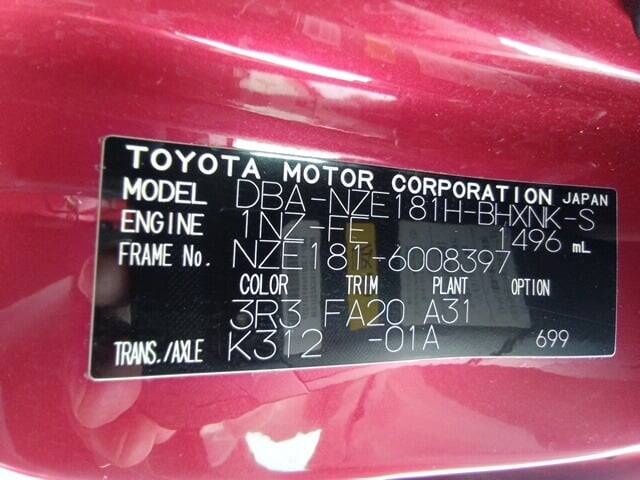 TOYOTA MOTOR CORPORATION JAPAN
MODEL DBA-NZE181H-BHXNK-S
ENGINE 1NZ-FE 1496 mL
FRAME No. NZE181-6008397
COLOR TRIM PLANT OPTION
3R3 FA20 A31
TRANS./AXLE K312 -01A 699